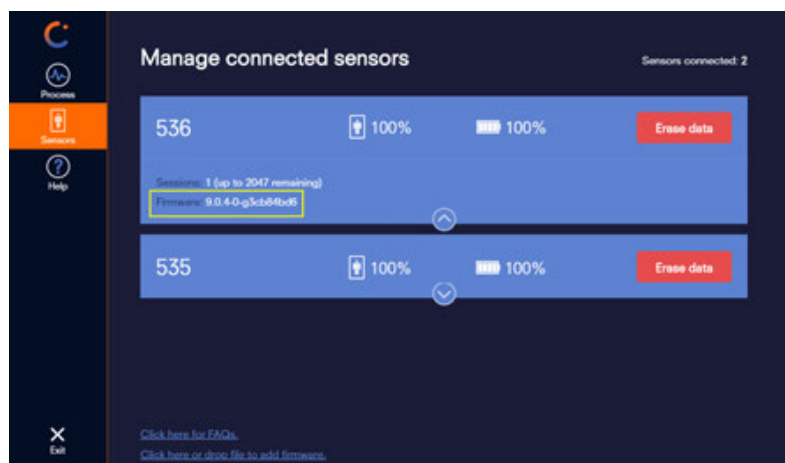 Manage connected sensors
Sensors connected: 2
Process
Sensors
Help
Exit
536 100% 100% Erase data
Sessions: 1 (up to 2047 remaining)
Firmware: 9.0.4-0-g3cb84bd6
535 100% 100% Erase data
Click here for FAQs.
Click here or drop file to add firmware.